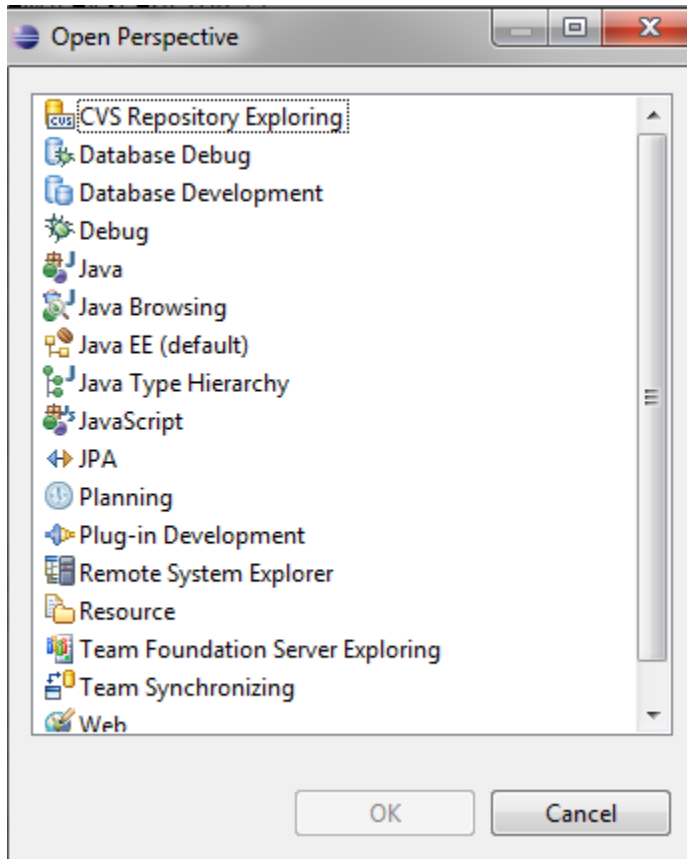 Open Perspective
CVS Repository Exploring
Database Debug
Database Development
Debug
Java
Java Browsing
Java EE (default)
Java Type Hierarchy
JavaScript
JPA
Planning
Plug-in Development
Remote System Explorer
Resource
Team Foundation Server Exploring
Team Synchronizing
Web
OK
Cancel